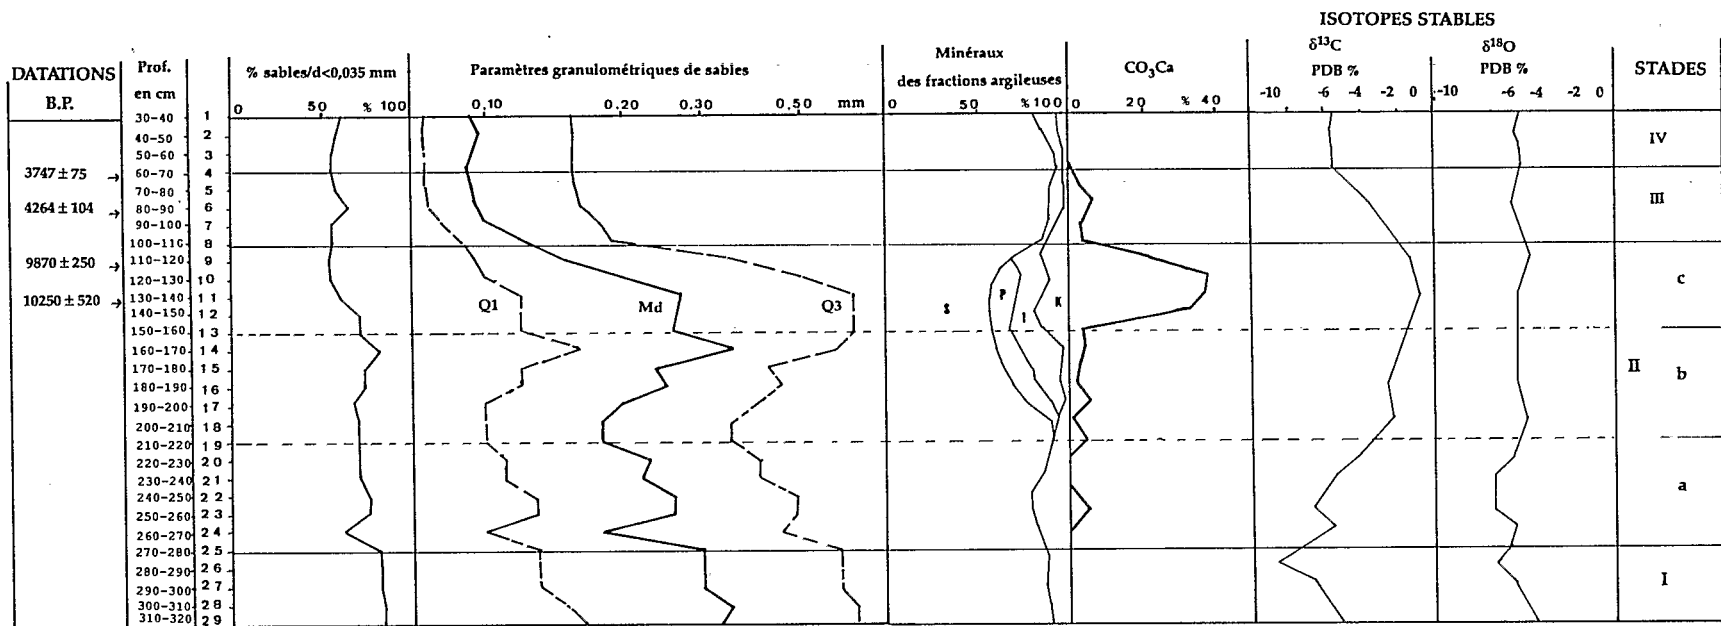 ISOTOPES STABLES
DATATIONS
B.P.
Prof.
en cm
% sables/d<0,035 mm
0 50 % 100
Paramètres granulométriques de sables
0,10 0,20 0,30 0,50 mm
Minéraux
des fractions argileuses
0 50 % 100
CO₃Ca
0 20 % 40
δ¹³C
PDB %
-10 -6 -4 -2 0
δ¹⁸O
PDB %
-10 -6 -4 -2 0
STADES
30-40 1
40-50 2
50-60 3
60-70 4
70-80 5
80-90 6
90-100 7
100-110 8
110-120 9
120-130 10
130-140 11
140-150 12
150-160 13
160-170 14
170-180 15
180-190 16
190-200 17
200-210 18
210-220 19
220-230 20
230-240 21
240-250 22
250-260 23
260-270 24
270-280 25
280-290 26
290-300 27
300-310 28
310-320 29
3747 ± 75 →
4264 ± 104 →
9870 ± 250 →
10250 ± 520 →
Q1 Md Q3
S P I K
IV
III
II
c
b
a
I